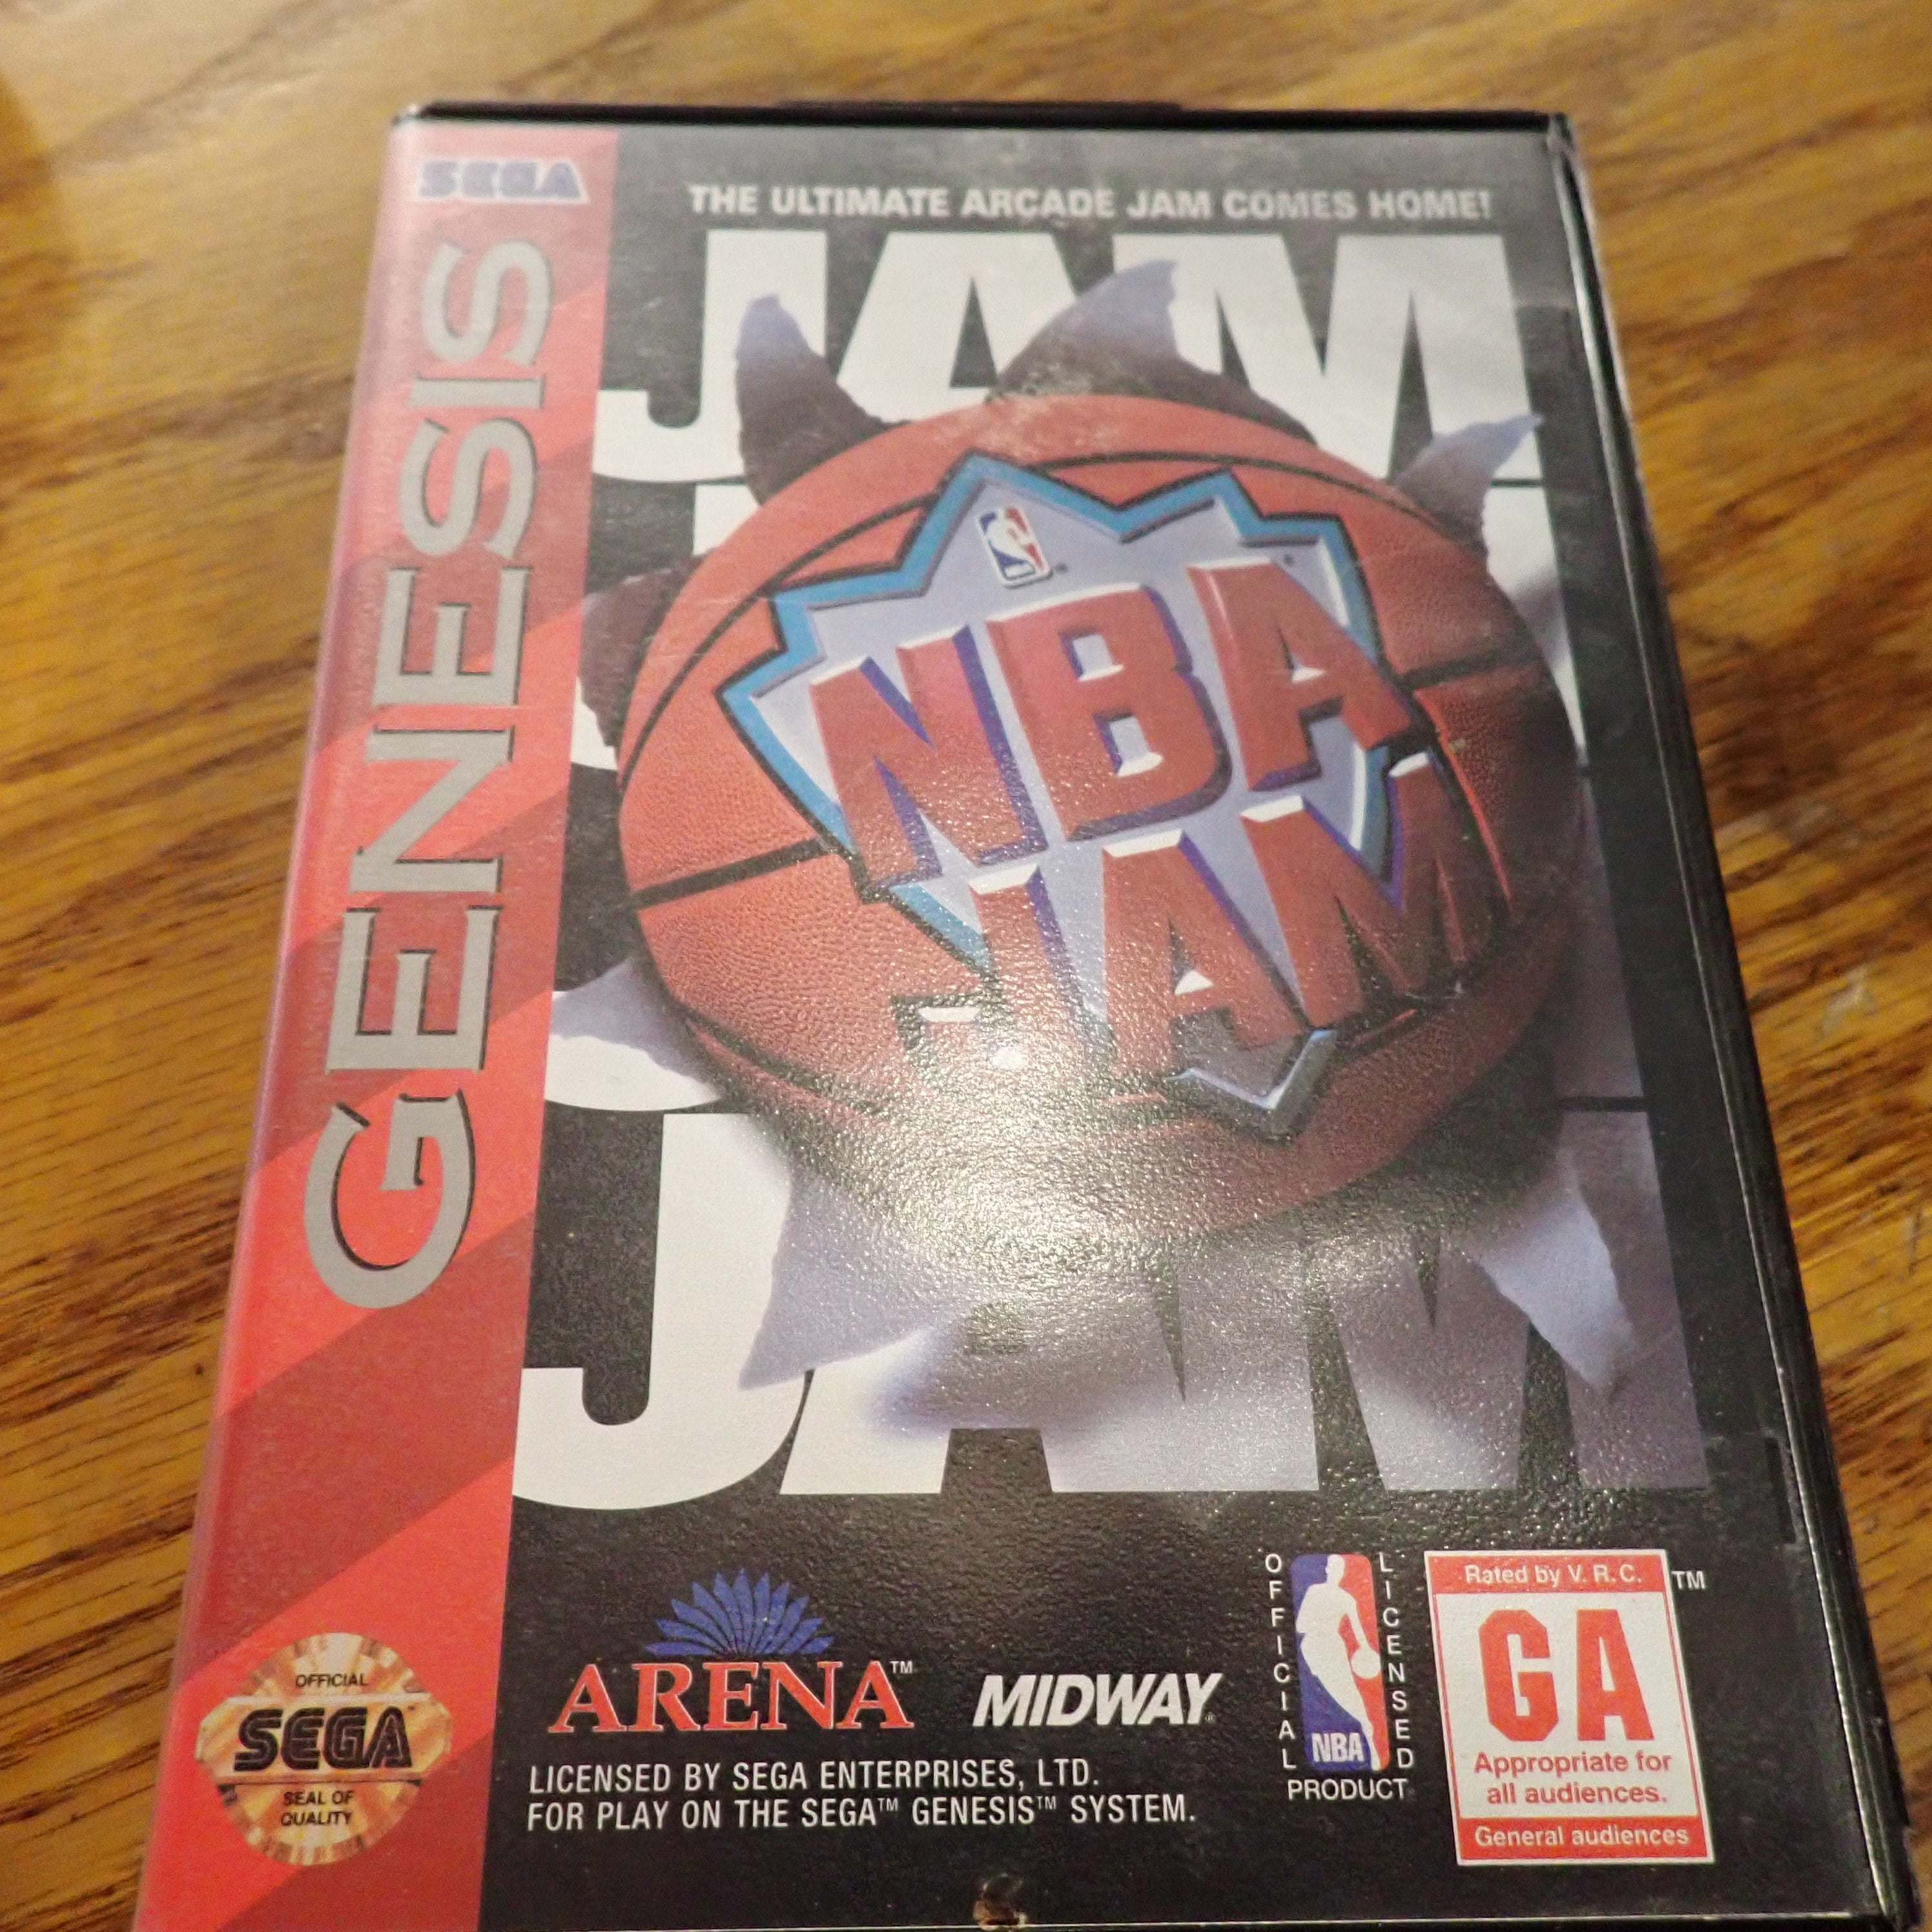 SEGA
GENESIS
THE ULTIMATE ARCADE JAM COMES HOME!
JAM
NBA
JAM
JAM
ARENA™
MIDWAY®
OFFICIAL
LICENSED
NBA
PRODUCT
Rated by V.R.C.
™
GA
Appropriate for
all audiences.
General audiences
OFFICIAL
SEGA™
SEAL OF
QUALITY
LICENSED BY SEGA ENTERPRISES, LTD.
FOR PLAY ON THE SEGA™ GENESIS™ SYSTEM.